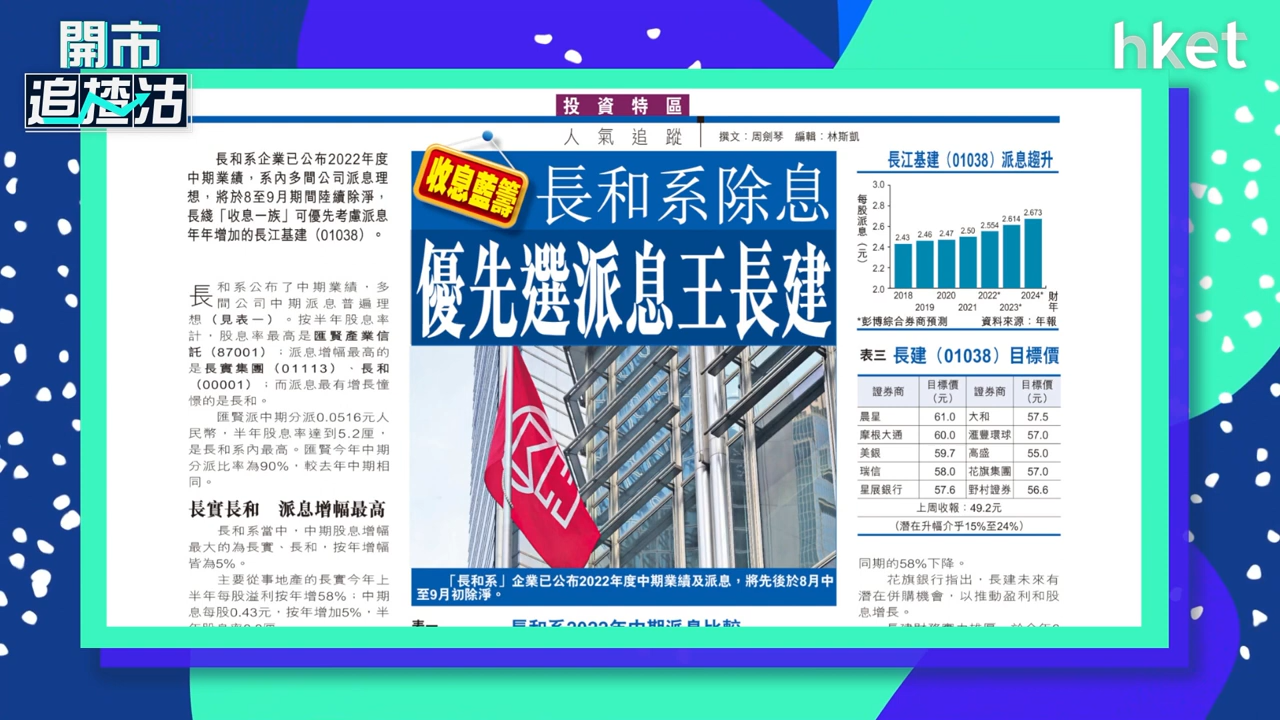 開市
追揸沽
hket
投資特區
人氣追蹤
撰文：周劍琴 編輯：林斯凱
長和系企業已公布2022年度
中期業績，系內多間公司派息理
想，將於8至9月期間陸續除淨，
長綫「收息一族」可優先考慮派息
年年增加的長江基建（01038）。
長和系公布了中期業績，多
間公司中期派息普遍理
想（見表一）。按半年股息率
計，股息率最高是匯賢產業信
託（87001）；派息增幅最高的
是長實集團（01113）、長和
（00001）；而派息最有增長憧
憬的是長和。
匯賢派中期分派0.0516元人
民幣，半年股息率達到5.2厘，
是長和系內最高。匯賢今年中期
分派比率為90%，較去年中期相
同。
長實長和 派息增幅最高
長和系當中，中期股息增幅
最大的為長實、長和，按年增幅
皆為5%。
主要從事地產的長實今年上
半年每股溢利按年增58%；中期
息每股0.43元，按年增加5%，半
收息藍籌
長和系除息
優先選派息王長建
「長和系」企業已公布2022年度中期業績及派息，將先後於8月中
至9月初除淨。
表一 長和系2022年中期派息比較
長江基建（01038）派息趨升
每股派息（元）
3.0
2.8
2.6
2.4
2.2
2.0
2.43 2.46 2.47 2.50 2.554 2.614 2.673
2018 2020 2022* 2024* 財年
2019 2021 2023*
*彭博綜合券商預測 資料來源：年報
表三 長建（01038）目標價
證券商 目標價（元） 證券商 目標價（元）
晨星 61.0 大和 57.5
摩根大通 60.0 滙豐環球 57.0
美銀 59.7 高盛 55.0
瑞信 58.0 花旗集團 57.0
星展銀行 57.6 野村證券 56.6
上周收報：49.2元
（潛在升幅介乎15%至24%）
同期的58%下降。
花旗銀行指出，長建未來有
潛在併購機會，以推動盈利和股
息增長。